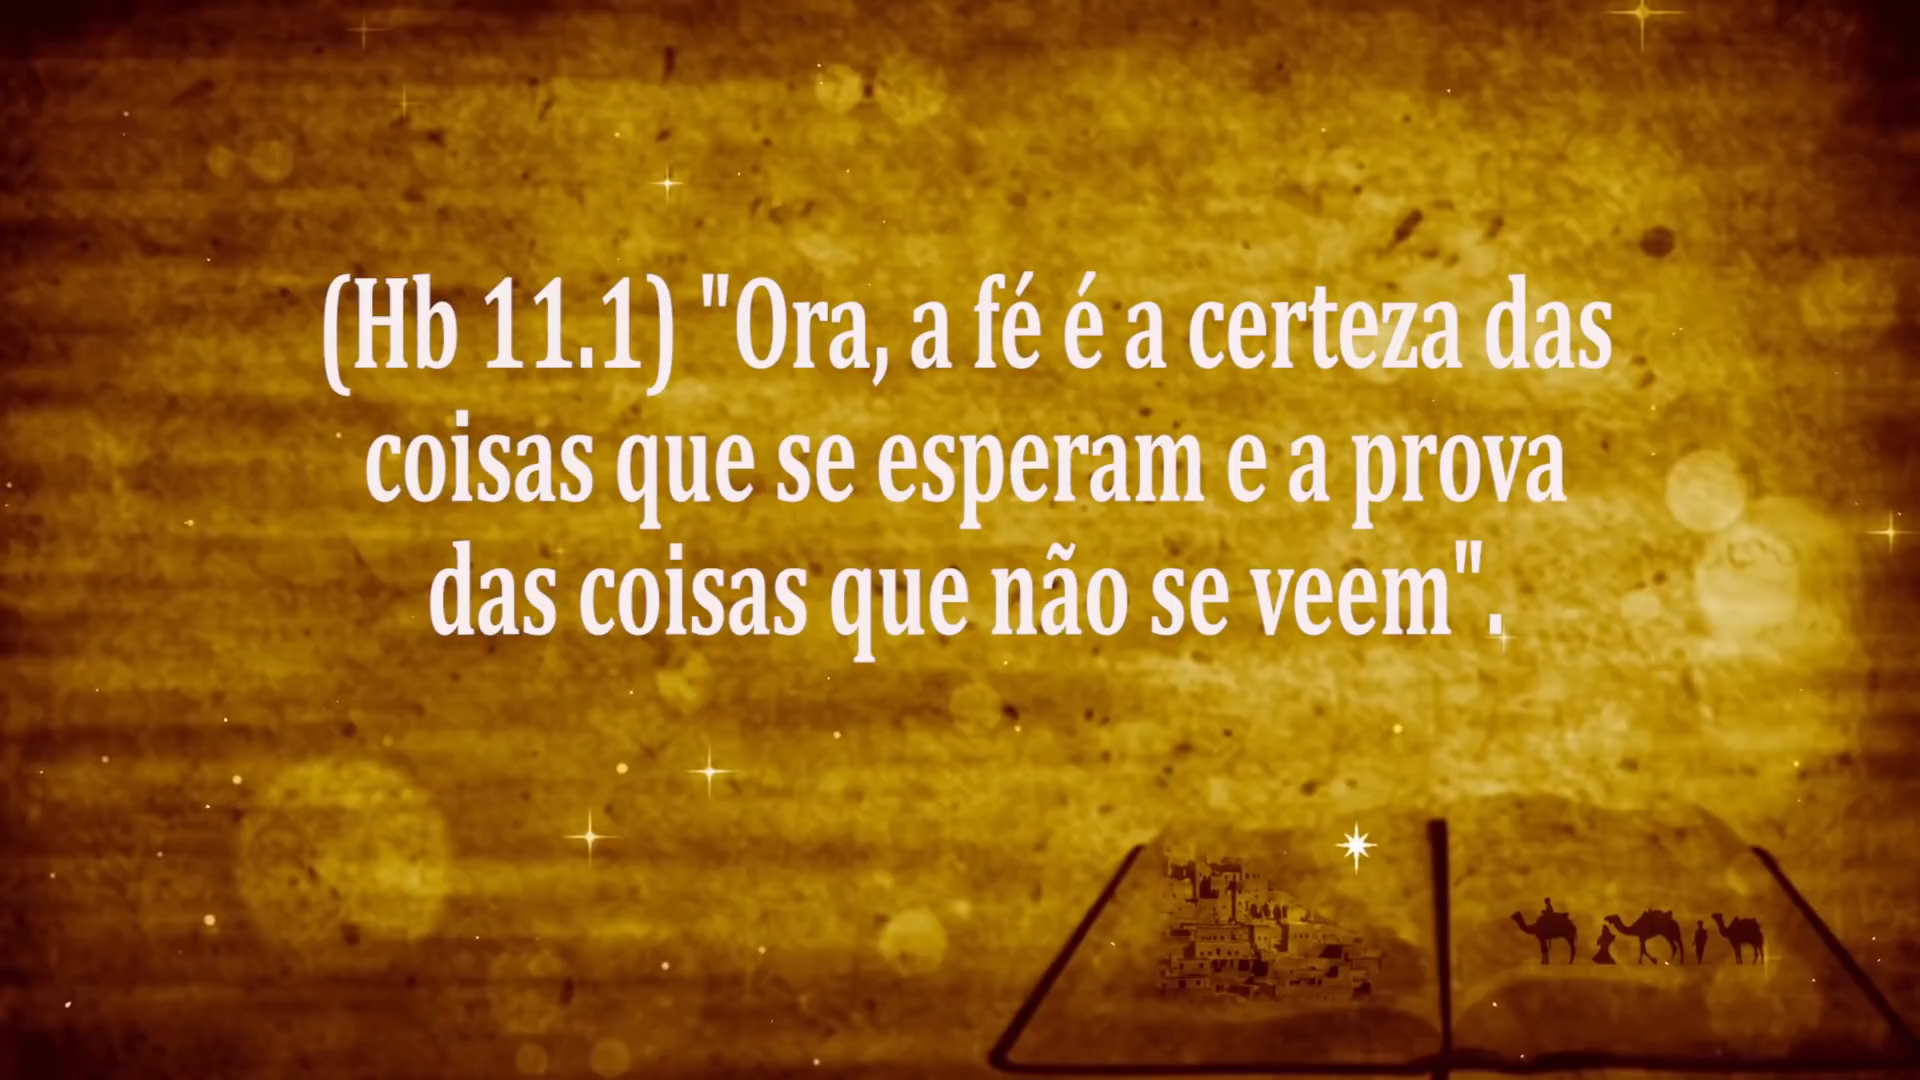 (Hb 11.1) "Ora, a fé é a certeza das
coisas que se esperam e a prova
das coisas que não se veem".